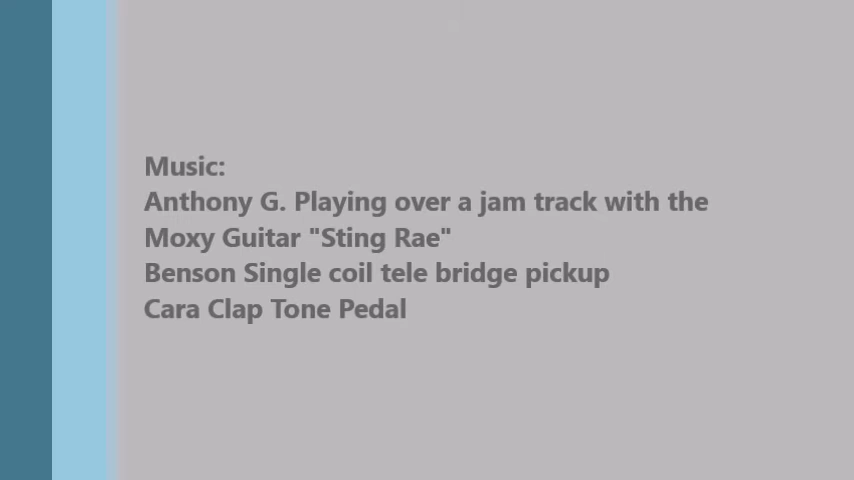 Music:
Anthony G. Playing over a jam track with the
Moxy Guitar "Sting Rae"
Benson Single coil tele bridge pickup
Cara Clap Tone Pedal